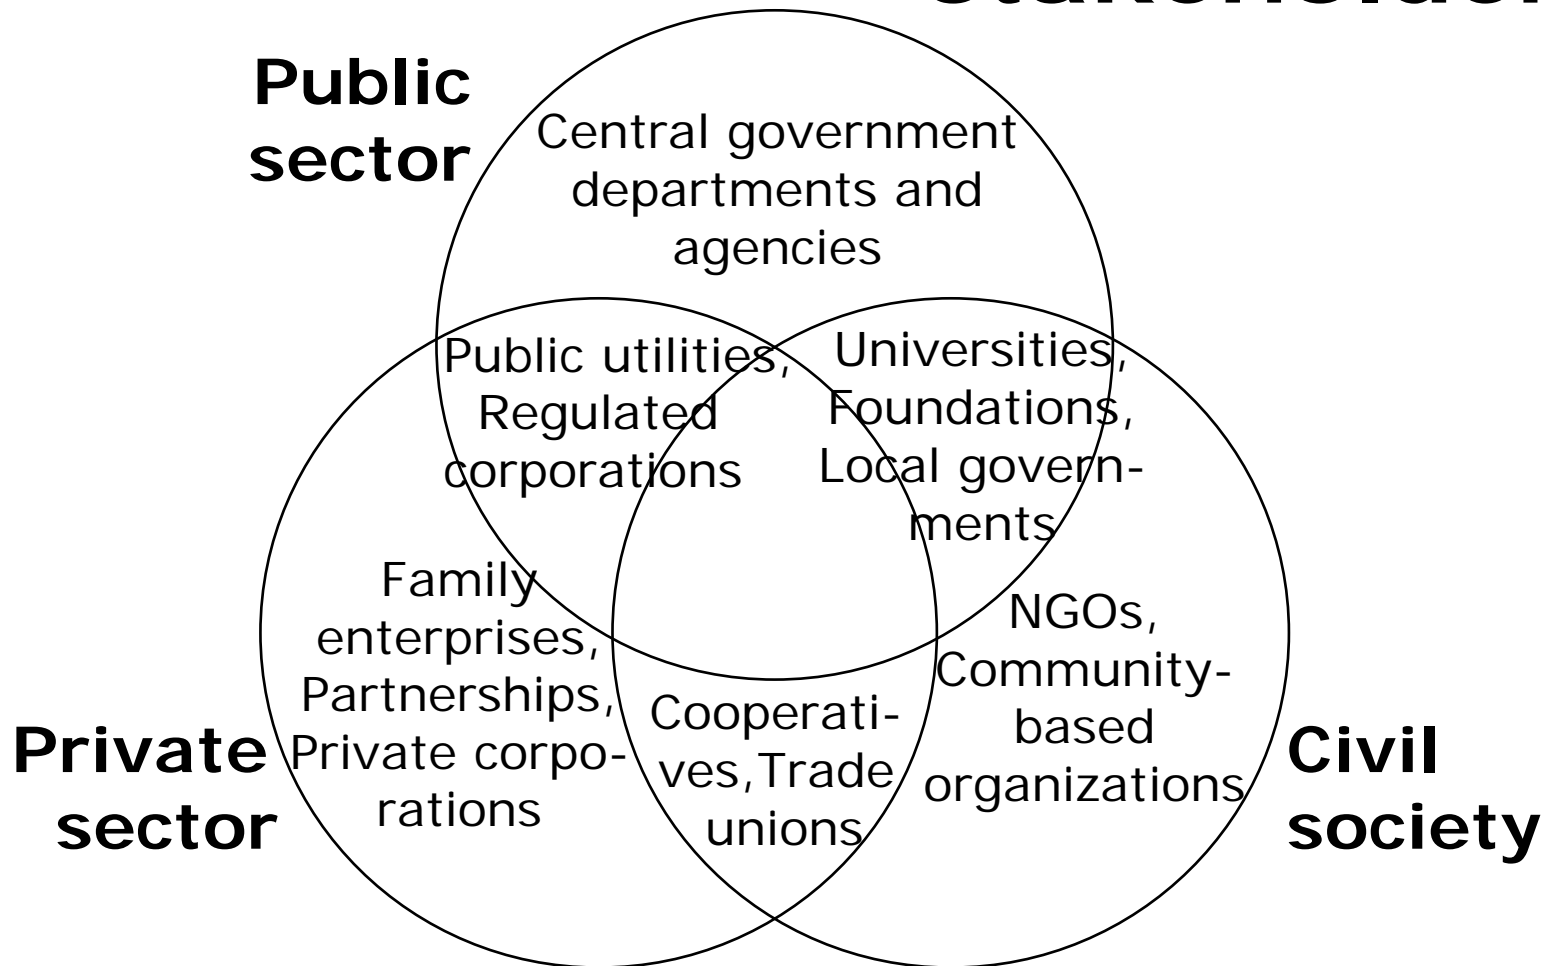 Public
sector
Central government
departments and
agencies
Public utilities,
Regulated
corporations
Universities,
Foundations,
Local govern-
ments
Family
enterprises,
Partnerships,
Private corpo-
rations
Private
sector
Cooperati-
ves,Trade
unions
NGOs,
Community-
based
organizations
Civil
society